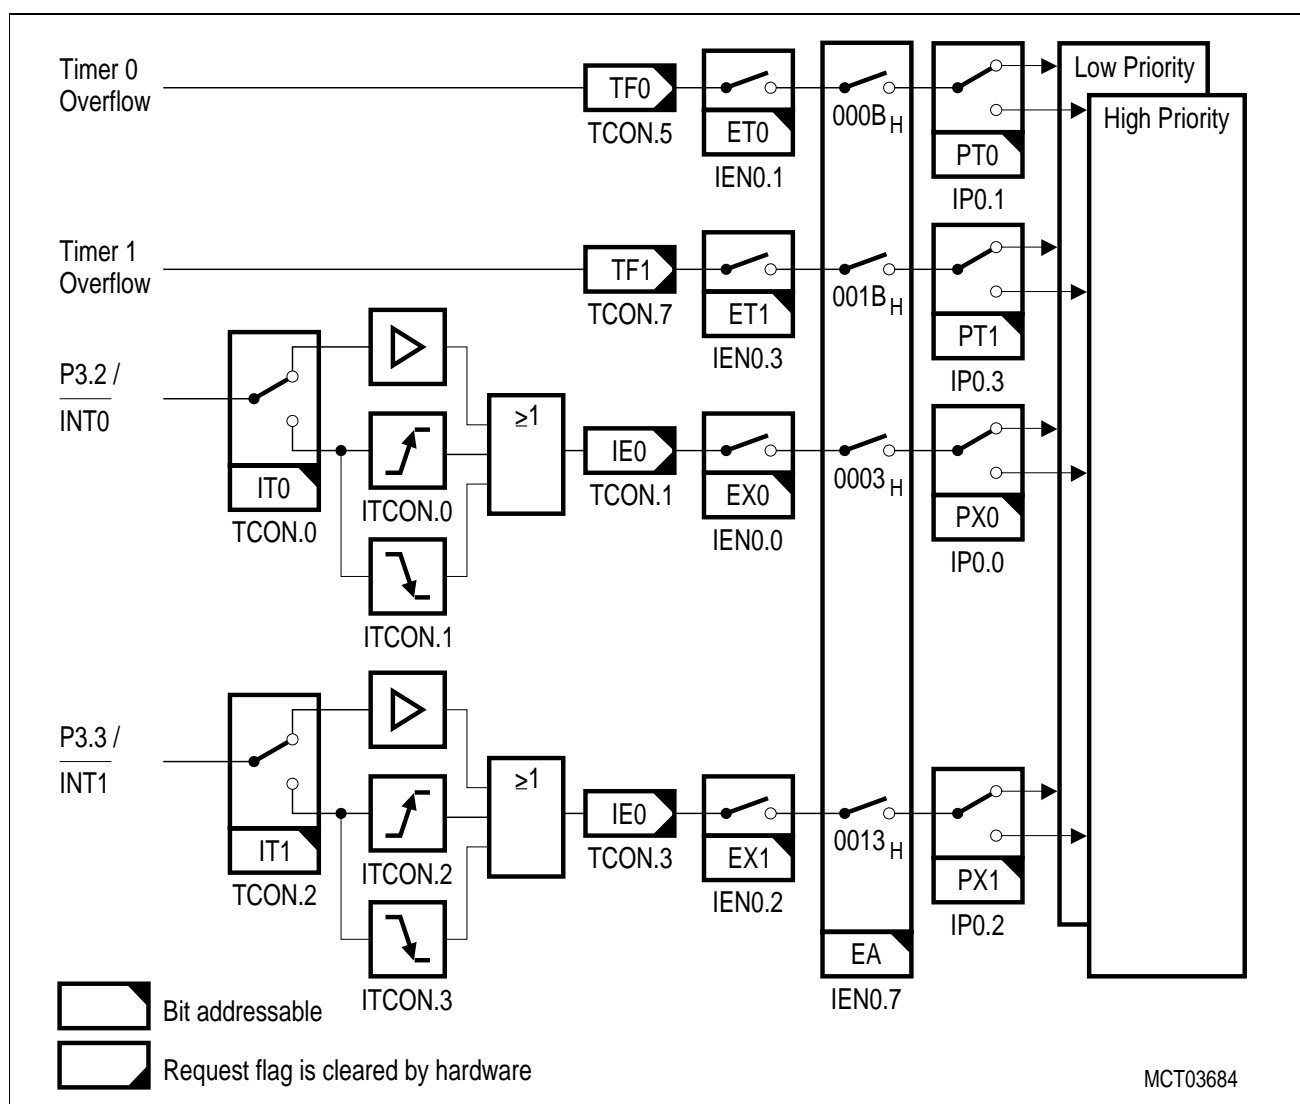 Timer 0
Overflow
TF0
TCON.5
ET0
IEN0.1
000B H
PT0
IP0.1
Low Priority
High Priority
Timer 1
Overflow
TF1
TCON.7
ET1
IEN0.3
001B H
PT1
IP0.3
P3.2 /
INT0
IT0
TCON.0
ITCON.0
ITCON.1
≥1
IE0
TCON.1
EX0
IEN0.0
0003 H
PX0
IP0.0
P3.3 /
INT1
IT1
TCON.2
ITCON.2
ITCON.3
≥1
IE0
TCON.3
EX1
IEN0.2
0013 H
PX1
IP0.2
EA
IEN0.7
Bit addressable
Request flag is cleared by hardware
MCT03684